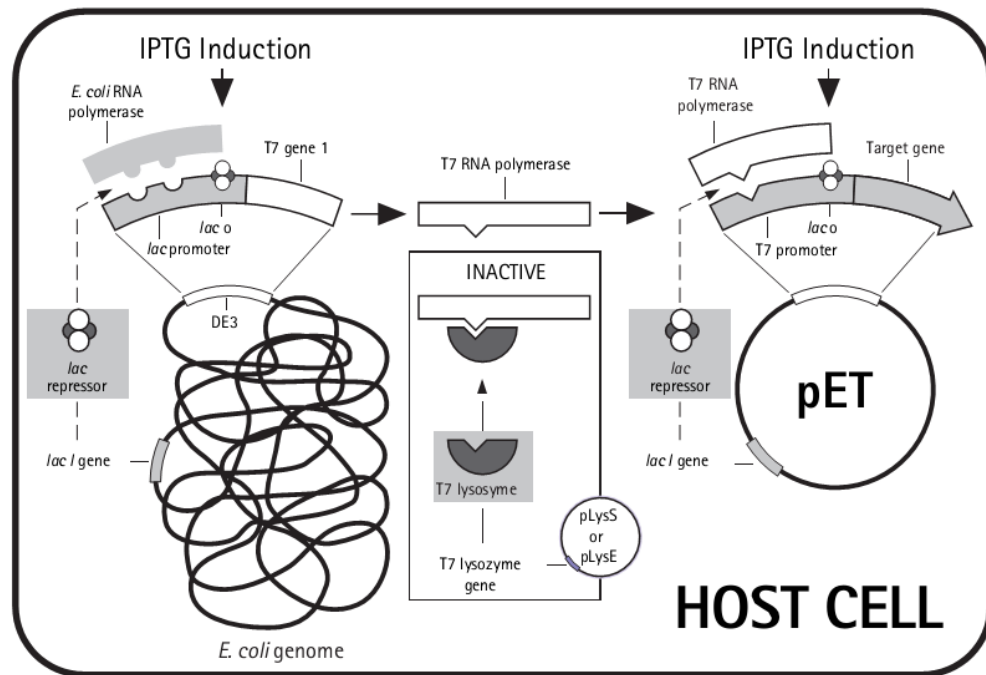 IPTG Induction
IPTG Induction
E. coli RNA
polymerase
T7 gene 1
lac o
lac promoter
DE3
lac
repressor
lac I gene
E. coli genome
T7 RNA polymerase
INACTIVE
T7 lysosyme
T7 lysozyme
gene
pLysS
or
pLysE
T7 RNA
polymerase
Target gene
lac o
T7 promoter
lac
repressor
lac I gene
pET
HOST CELL